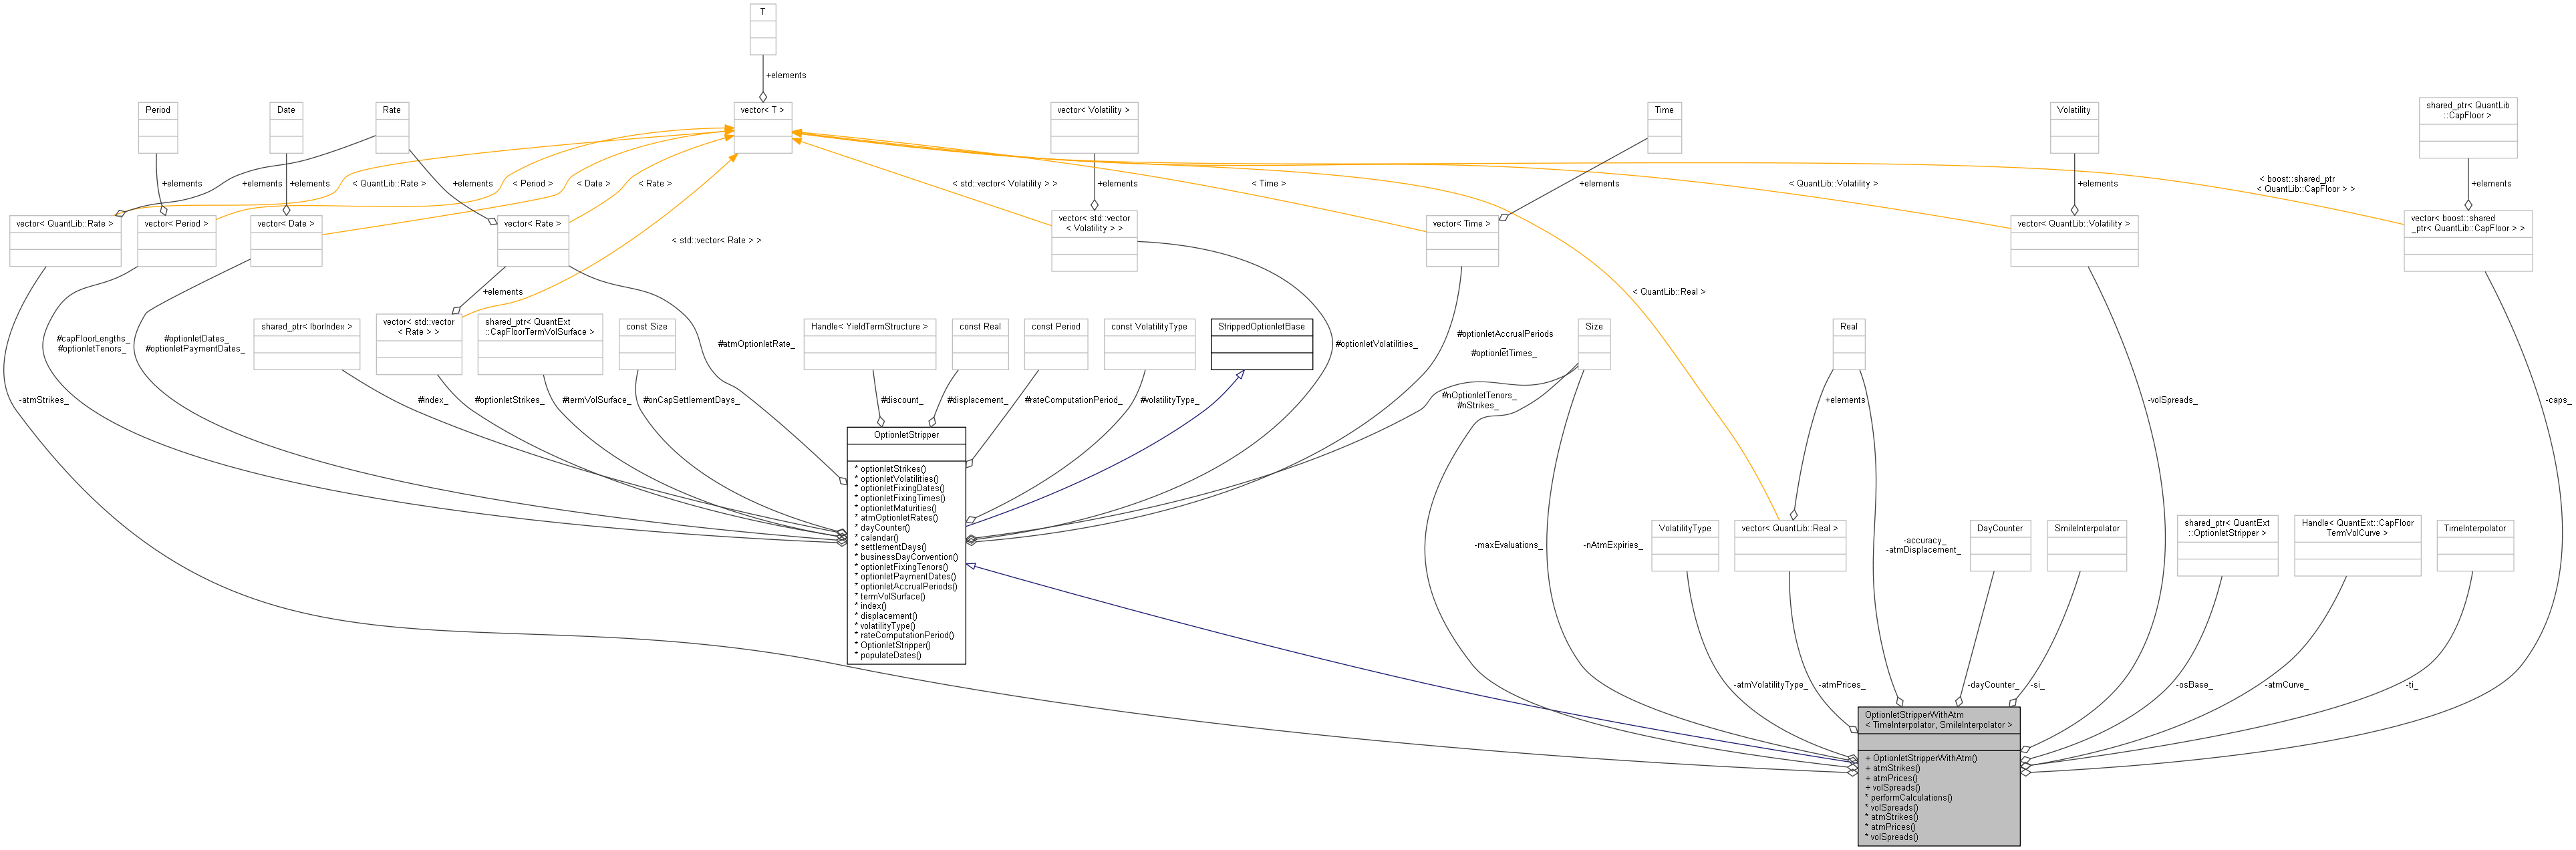 T
+elements
Period
Date
Rate
vector< T >
vector< Volatility >
Time
Volatility
shared_ptr< QuantLib
::CapFloor >
+elements
+elements
+elements
< QuantLib::Rate >
< Period >
< Date >
+elements
< Rate >
< std::vector< Volatility > >
+elements
< Time >
+elements
< QuantLib::Volatility >
+elements
< boost::shared_ptr
< QuantLib::CapFloor > >
+elements
vector< QuantLib::Rate >
vector< Period >
vector< Date >
vector< Rate >
vector< std::vector
< Volatility > >
vector< Time >
vector< QuantLib::Volatility >
vector< boost::shared
_ptr< QuantLib::CapFloor > >
< std::vector< Rate > >
+elements
< QuantLib::Real >
shared_ptr< IborIndex >
vector< std::vector
< Rate > >
shared_ptr< QuantExt
::CapFloorTermVolSurface >
const Size
Handle< YieldTermStructure >
const Real
const Period
const VolatilityType
StrippedOptionletBase
Size
Real
#capFloorLengths_
#optionletTenors_
#optionletDates_
#optionletPaymentDates_
#atmOptionletRate_
#optionletVolatilities_
#optionletAccrualPeriods
_
#optionletTimes_
-atmStrikes_
#index_
#optionletStrikes_
#termVolSurface_
#onCapSettlementDays_
#discount_
#displacement_
#rateComputationPeriod_
#volatilityType_
#nOptionletTenors_
#nStrikes_
+elements
-volSpreads_
-caps_
OptionletStripper
* optionletStrikes()
* optionletVolatilities()
* optionletFixingDates()
* optionletFixingTimes()
* optionletMaturities()
* atmOptionletRates()
* dayCounter()
* calendar()
* settlementDays()
* businessDayConvention()
* optionletFixingTenors()
* optionletPaymentDates()
* optionletAccrualPeriods()
* termVolSurface()
* index()
* displacement()
* volatilityType()
* rateComputationPeriod()
* OptionletStripper()
* populateDates()
VolatilityType
vector< QuantLib::Real >
DayCounter
SmileInterpolator
shared_ptr< QuantExt
::OptionletStripper >
Handle< QuantExt::CapFloor
TermVolCurve >
TimeInterpolator
-maxEvaluations_
-nAtmExpiries_
-accuracy_
-atmDisplacement_
-atmVolatilityType_
-atmPrices_
-dayCounter_
-si_
-osBase_
-atmCurve_
-ti_
OptionletStripperWithAtm
< TimeInterpolator, SmileInterpolator >
+ OptionletStripperWithAtm()
+ atmStrikes()
+ atmPrices()
+ volSpreads()
* performCalculations()
* volSpreads()
* atmStrikes()
* atmPrices()
* volSpreads()